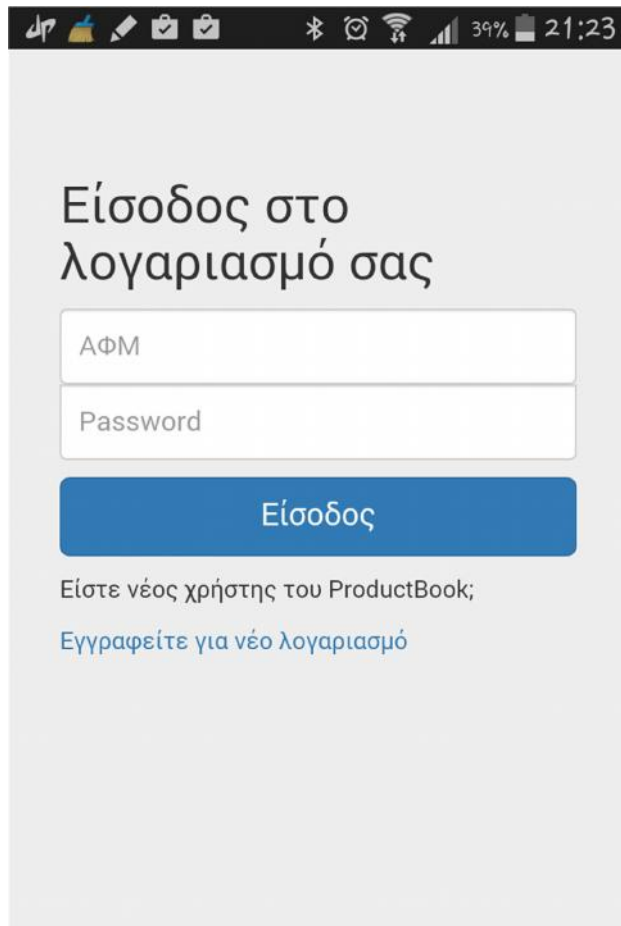 39% 21:23
Είσοδος στο
λογαριασμό σας
ΑΦΜ
Password
Είσοδος
Είστε νέος χρήστης του ProductBook;
Εγγραφείτε για νέο λογαριασμό